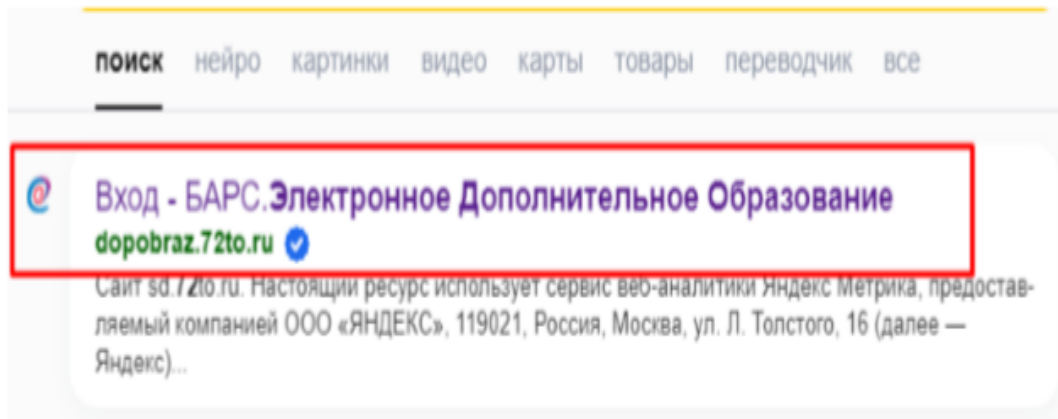 поиск нейро картинки видео карты товары переводчик все
Вход - БАРС.Электронное Дополнительное Образование
dopobraz.72to.ru
Сайт sd.72to.ru. Настоящий ресурс использует сервис веб-аналитики Яндекс Метрика, предостав-
ляемый компанией ООО «ЯНДЕКС», 119021, Россия, Москва, ул. Л. Толстого, 16 (далее —
Яндекс)...